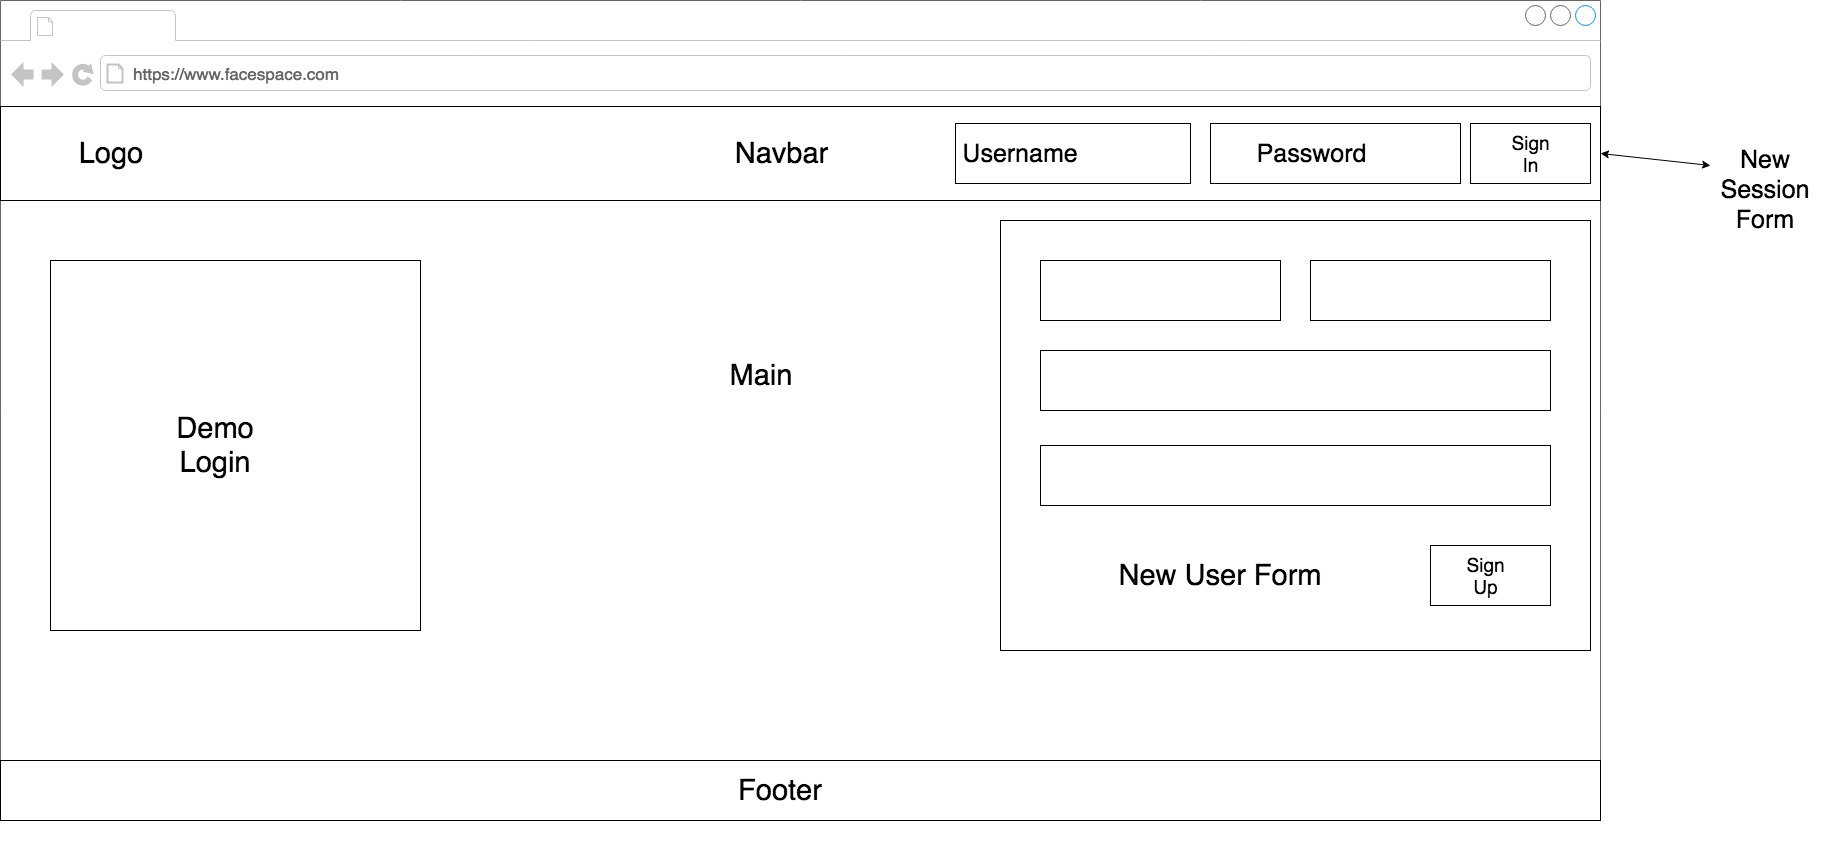 https://www.facespace.com
Logo
Navbar
Username
Password
Sign
In
New
Session
Form
Main
Demo
Login
New User Form
Sign
Up
Footer